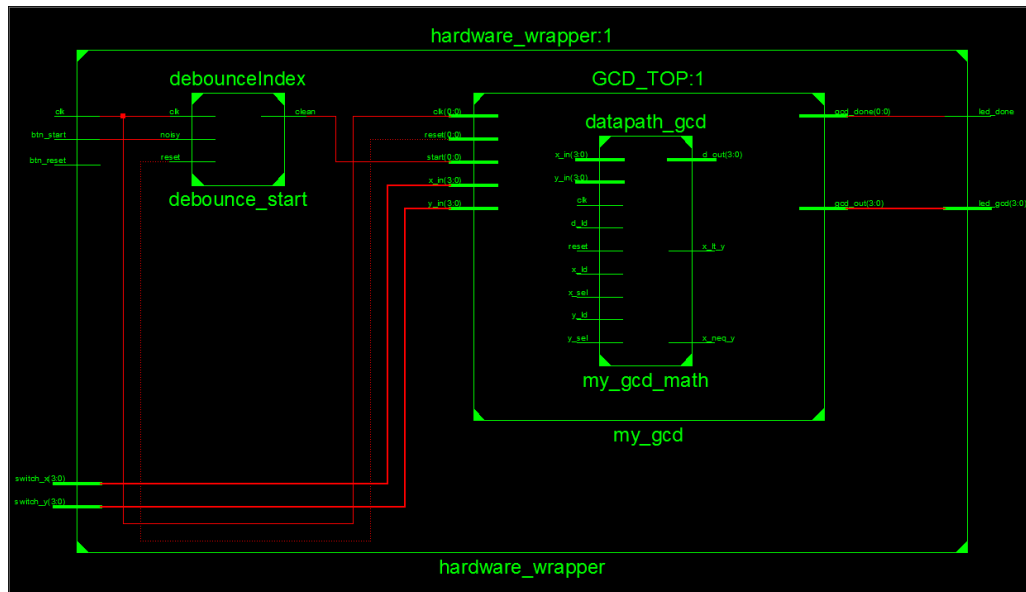 hardware_wrapper:1
debounceIndex
GCD_TOP:1
clk
clk
clean
clk(0:0)
gcd_done(0:0)
led_done
btn_start
noisy
reset(0:0)
datapath_gcd
btn_reset
reset
start(0:0)
x_in(3:0)
d_out(3:0)
x_in(3:0)
y_in(3:0)
debounce_start
y_in(3:0)
clk
gcd_out(3:0)
led_gcd(3:0)
d_ld
reset
x_lt_y
x_ld
x_sel
y_ld
y_sel
x_neq_y
my_gcd_math
my_gcd
switch_x(3:0)
switch_y(3:0)
hardware_wrapper